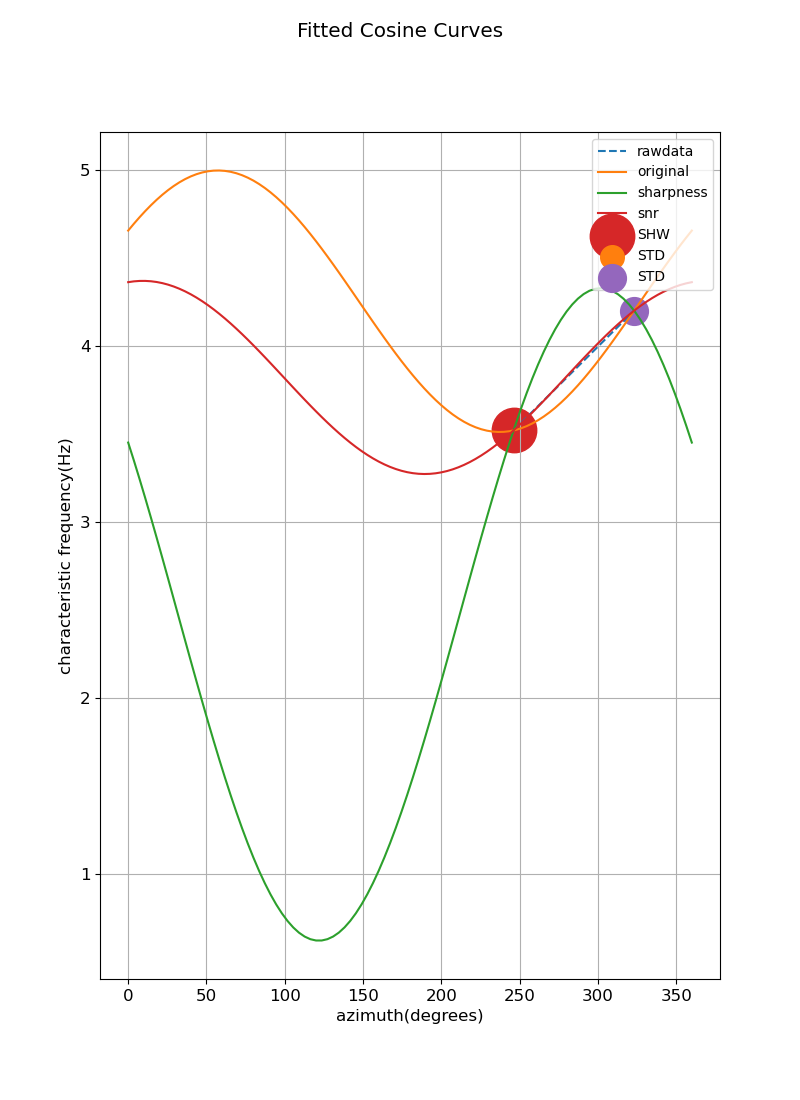 Fitted Cosine Curves
rawdata
original
sharpness
snr
SHW
STD
STD
5
4
3
2
1
characteristic frequency(Hz)
0 50 100 150 200 250 300 350
azimuth(degrees)